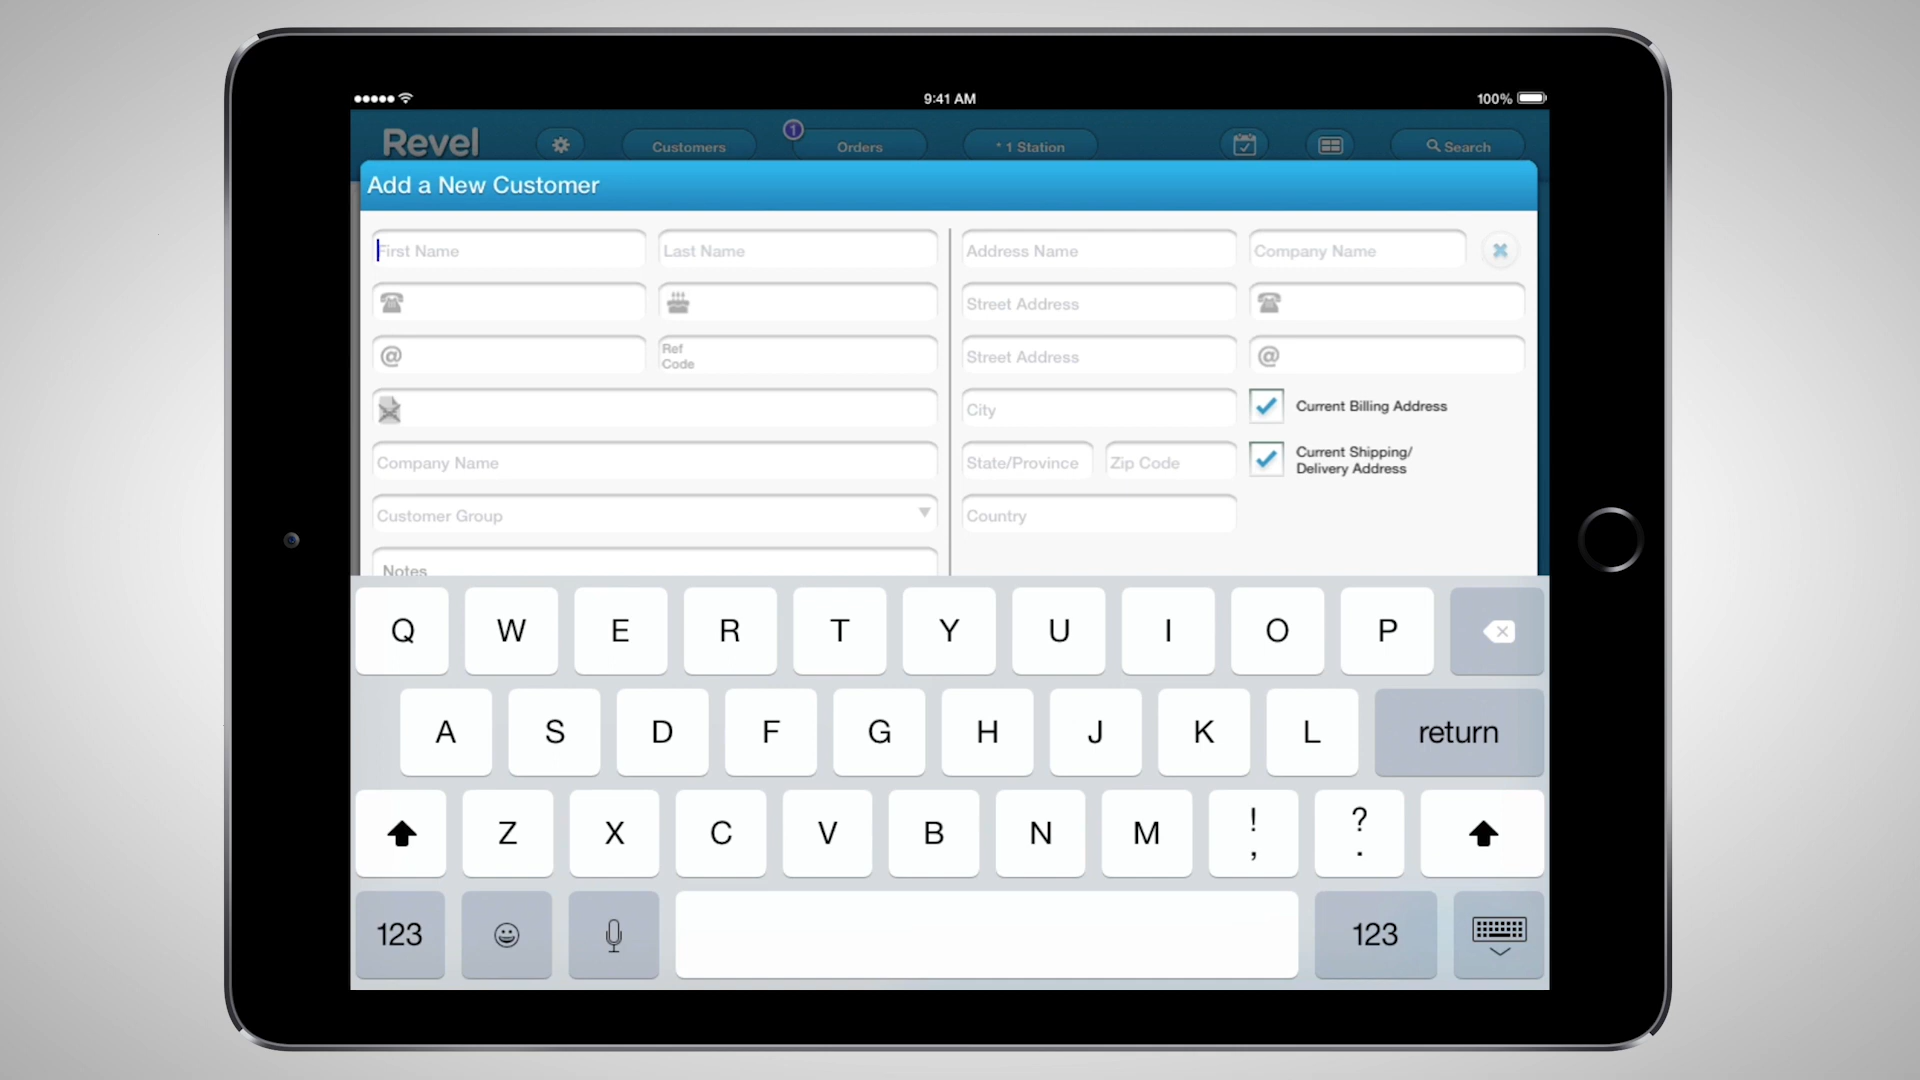 9:41 AM
100%
Revel
Customers
1
Orders
* 1 Station
Search
Add a New Customer
First Name
Last Name
Address Name
Company Name
Street Address
@
Ref
Code
Street Address
@
City
Current Billing Address
Company Name
State/Province
Zip Code
Current Shipping/
Delivery Address
Customer Group
Country
Notes
Q W E R T Y U I O P
A S D F G H J K L return
Z X C V B N M ! , ? .
123
123